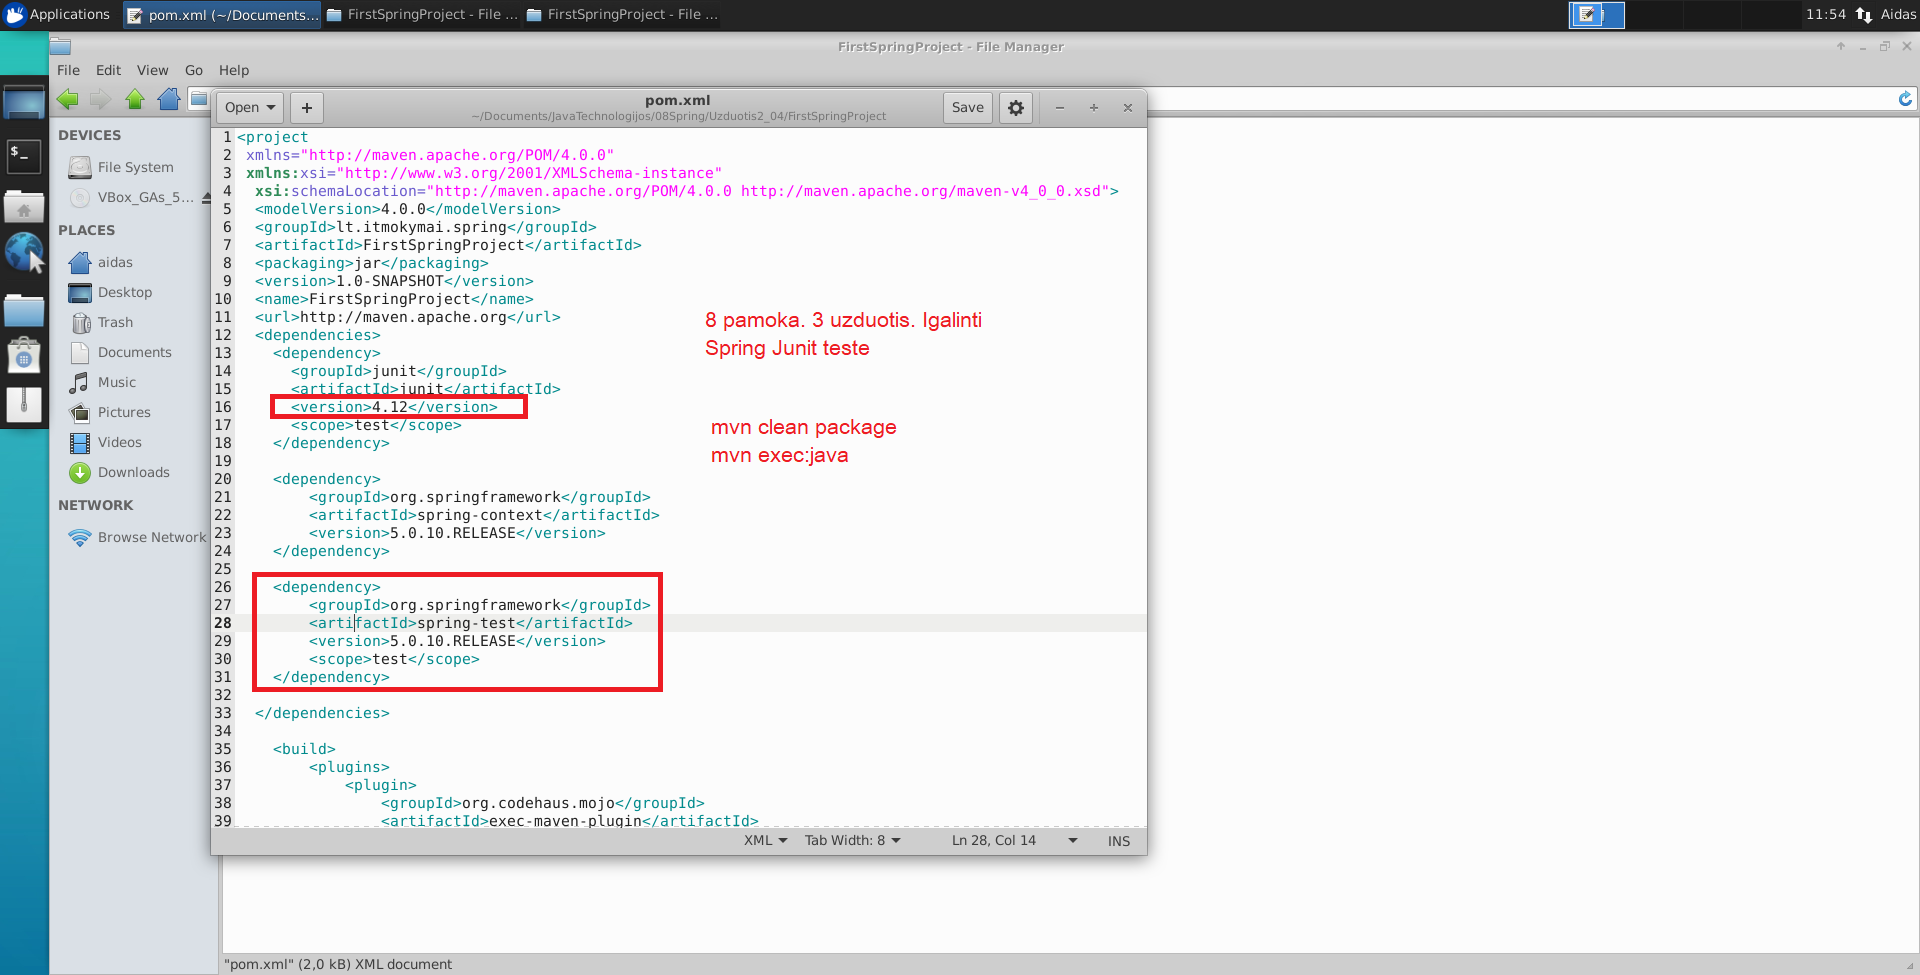 Applications
pom.xml (~/Documents...
FirstSpringProject - File ...
FirstSpringProject - File ...
11:54
Aidas
FirstSpringProject - File Manager
File Edit View Go Help
DEVICES
File System
VBox_GAs_5...
PLACES
aidas
Desktop
Trash
Documents
Music
Pictures
Videos
Downloads
NETWORK
Browse Network
Open
+
pom.xml
~/Documents/JavaTechnologijos/08Spring/Uzduotis2_04/FirstSpringProject
Save
1 <project
2 xmlns="http://maven.apache.org/POM/4.0.0"
3 xmlns:xsi="http://www.w3.org/2001/XMLSchema-instance"
4 xsi:schemaLocation="http://maven.apache.org/POM/4.0.0 http://maven.apache.org/maven-v4_0_0.xsd">
5 <modelVersion>4.0.0</modelVersion>
6 <groupId>lt.itmokymai.spring</groupId>
7 <artifactId>FirstSpringProject</artifactId>
8 <packaging>jar</packaging>
9 <version>1.0-SNAPSHOT</version>
10 <name>FirstSpringProject</name>
11 <url>http://maven.apache.org</url>
12 <dependencies>
13 <dependency>
14 <groupId>junit</groupId>
15 <artifactId>junit</artifactId>
16 <version>4.12</version>
17 <scope>test</scope>
18 </dependency>
19
20 <dependency>
21 <groupId>org.springframework</groupId>
22 <artifactId>spring-context</artifactId>
23 <version>5.0.10.RELEASE</version>
24 </dependency>
25
26 <dependency>
27 <groupId>org.springframework</groupId>
28 <artifactId>spring-test</artifactId>
29 <version>5.0.10.RELEASE</version>
30 <scope>test</scope>
31 </dependency>
32
33 </dependencies>
34
35 <build>
36 <plugins>
37 <plugin>
38 <groupId>org.codehaus.mojo</groupId>
39 <artifactId>exec-maven-plugin</artifactId>
8 pamoka. 3 uzduotis. Igalinti
Spring Junit teste
mvn clean package
mvn exec:java
XML
Tab Width: 8
Ln 28, Col 14
INS
"pom.xml" (2,0 kB) XML document